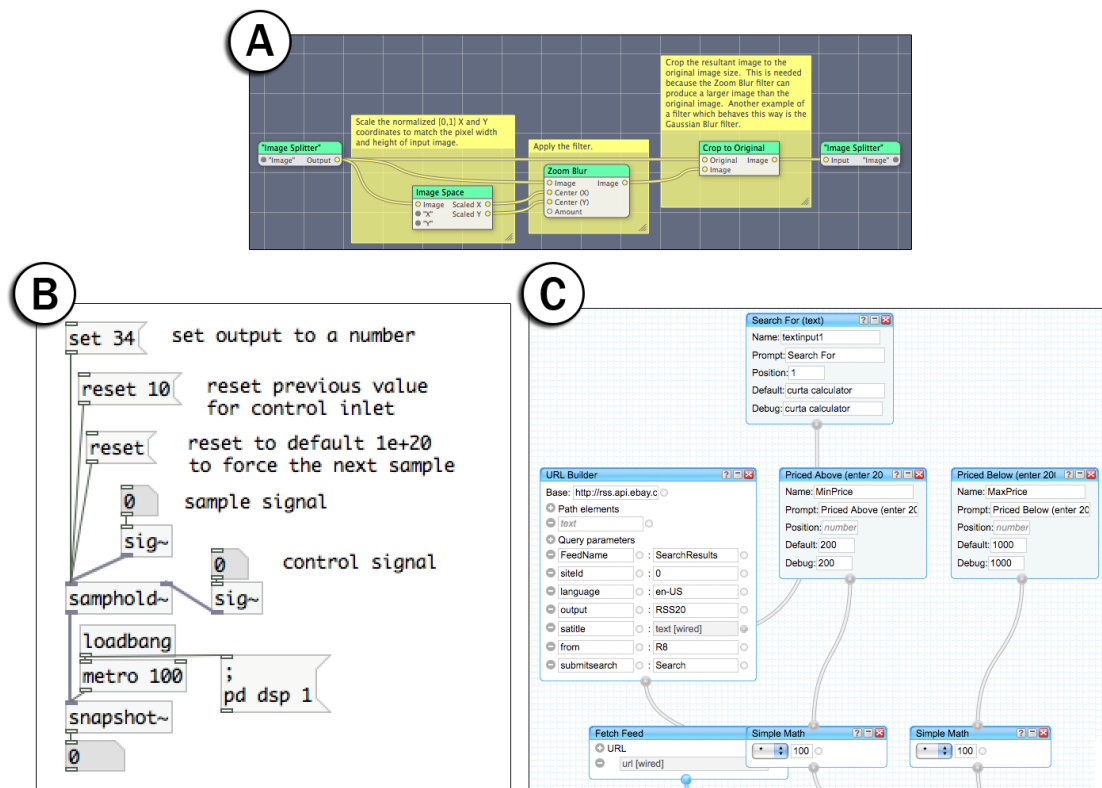 A
Crop the resultant image to the
original image size. This is needed
because the Zoom Blur filter can
produce a larger image than the
original image. Another example of
a filter which behaves this way is the
Gaussian Blur filter.
Scale the normalized [0,1] X and Y
coordinates to match the pixel width
and height of input image.
Apply the filter.
"Image Splitter"
"Image" Output
Image Space
Image Scaled X
"X" Scaled Y
"Y"
Zoom Blur
Image Image
Center (X)
Center (Y)
Amount
Crop to Original
Original Image
Image
"Image Splitter"
Input "Image"
B
set 34 set output to a number
reset 10 reset previous value
for control inlet
reset reset to default 1e+20
to force the next sample
0 sample signal
sig~
0 control signal
samphold~ sig~
loadbang
metro 100
;
pd dsp 1
snapshot~
0
C
Search For (text)
Name: textinput1
Prompt: Search For
Position: 1
Default: curta calculator
Debug: curta calculator
URL Builder
Base: http://rss.api.ebay.c
Path elements
text
Query parameters
FeedName : SearchResults
siteId : 0
language : en-US
output : RSS20
satitle : text [wired]
from : R8
submitsearch : Search
Priced Above (enter 20
Name: MinPrice
Prompt: Priced Above (enter 20
Position: number
Default: 200
Debug: 200
Priced Below (enter 20
Name: MaxPrice
Prompt: Priced Below (enter 20
Position: number
Default: 1000
Debug: 1000
Fetch Feed
URL
url [wired]
Simple Math
* 100
Simple Math
* 100